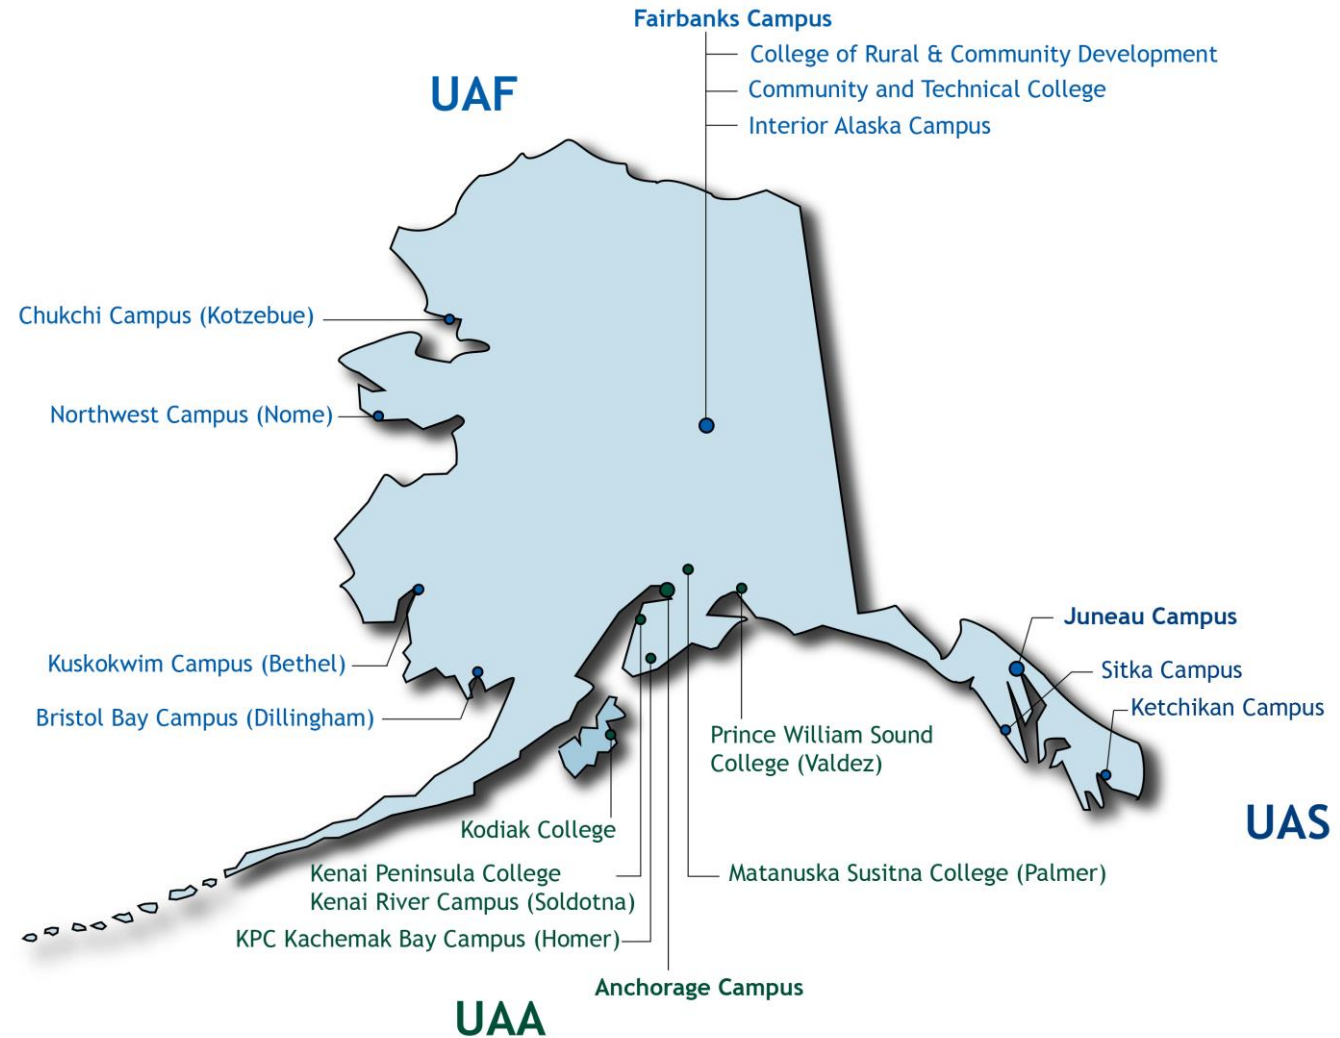 Fairbanks Campus
College of Rural & Community Development
UAF
Community and Technical College
Interior Alaska Campus
Chukchi Campus (Kotzebue)
Northwest Campus (Nome)
Juneau Campus
Kuskokwim Campus (Bethel)
Sitka Campus
Bristol Bay Campus (Dillingham)
Ketchikan Campus
Prince William Sound
College (Valdez)
UAS
Kodiak College
Kenai Peninsula College
Kenai River Campus (Soldotna)
Matanuska Susitna College (Palmer)
KPC Kachemak Bay Campus (Homer)
Anchorage Campus
UAA